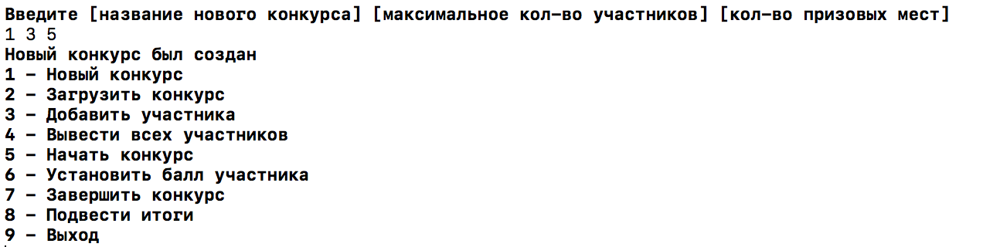 Введите [название нового конкурса] [максимальное кол-во участников] [кол-во призовых мест]
1 3 5
Новый конкурс был создан
1 - Новый конкурс
2 - Загрузить конкурс
3 - Добавить участника
4 - Вывести всех участников
5 - Начать конкурс
6 - Установить балл участника
7 - Завершить конкурс
8 - Подвести итоги
9 - Выход